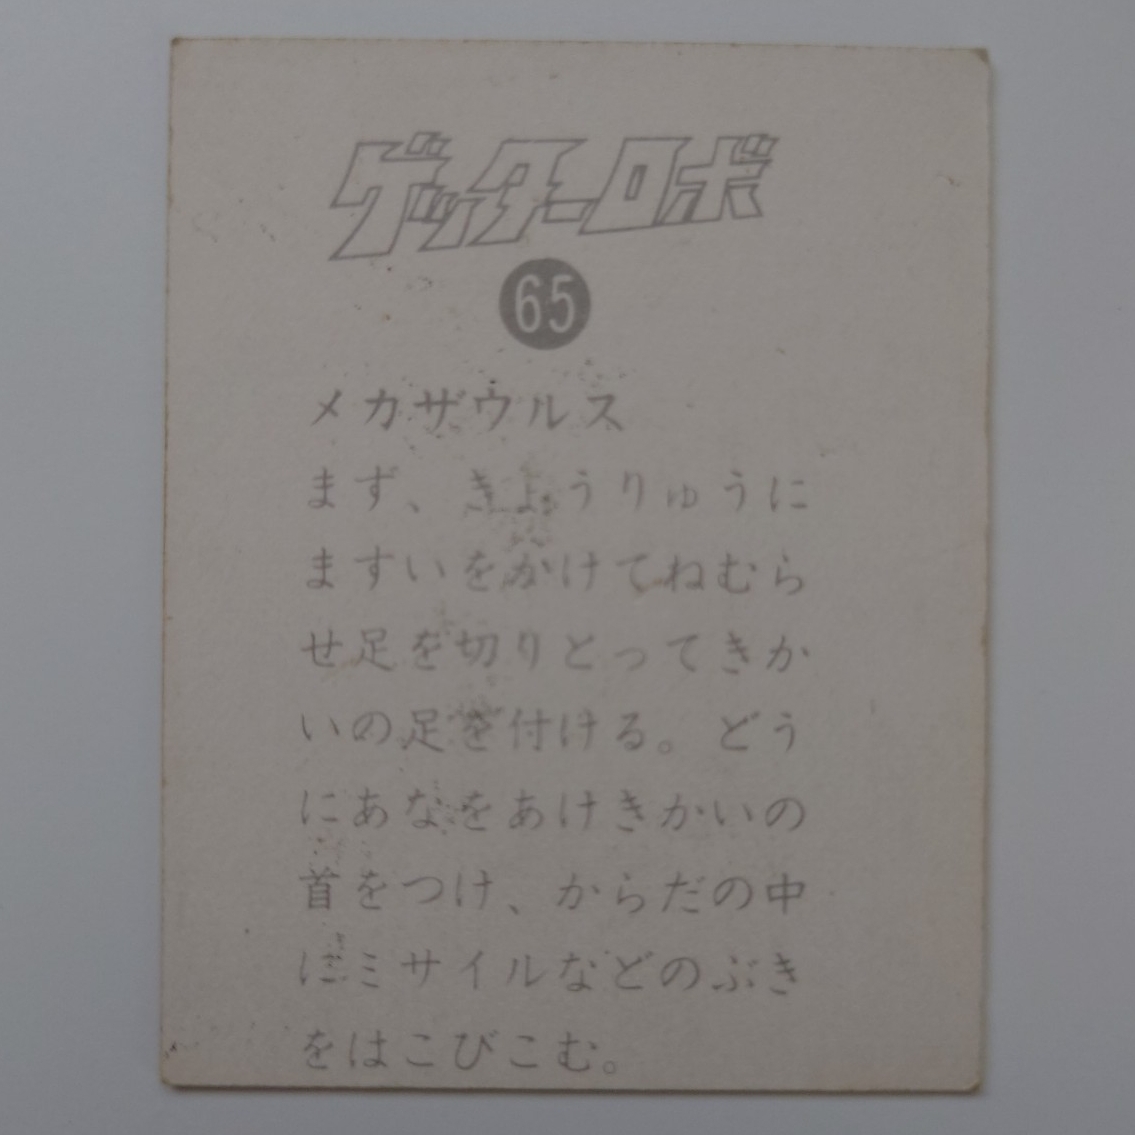 ゲッターロボ
65
メカザウルス
まず、きょうりゅうに
ますいをかけてねむら
せ足を切りとってきか
いの足を付ける。どう
にあなをあけきかいの
首をつけ、からだの中
にミサイルなどのぶき
をはこびこむ。